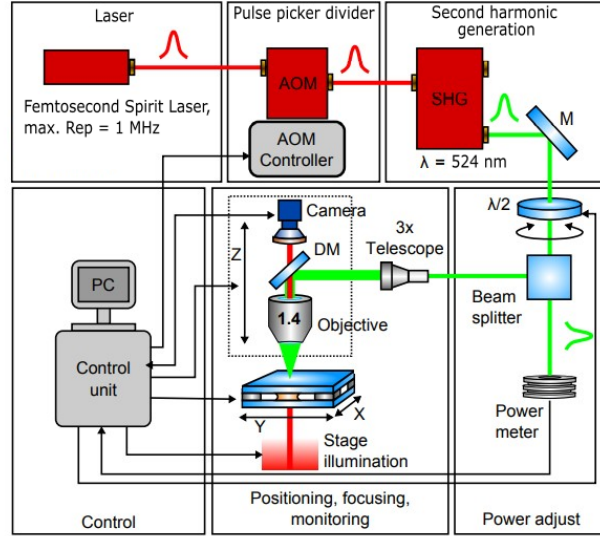 Laser
Pulse picker divider
Second harmonic
generation
Femtosecond Spirit Laser,
max. Rep = 1 MHz
AOM
AOM
Controller
SHG
λ = 524 nm
M
Camera
Z
DM
3x
Telescope
λ/2
Beam
splitter
1.4
Objective
PC
Control
unit
X
Y
Stage
illumination
Power
meter
Control
Positioning, focusing,
monitoring
Power adjust